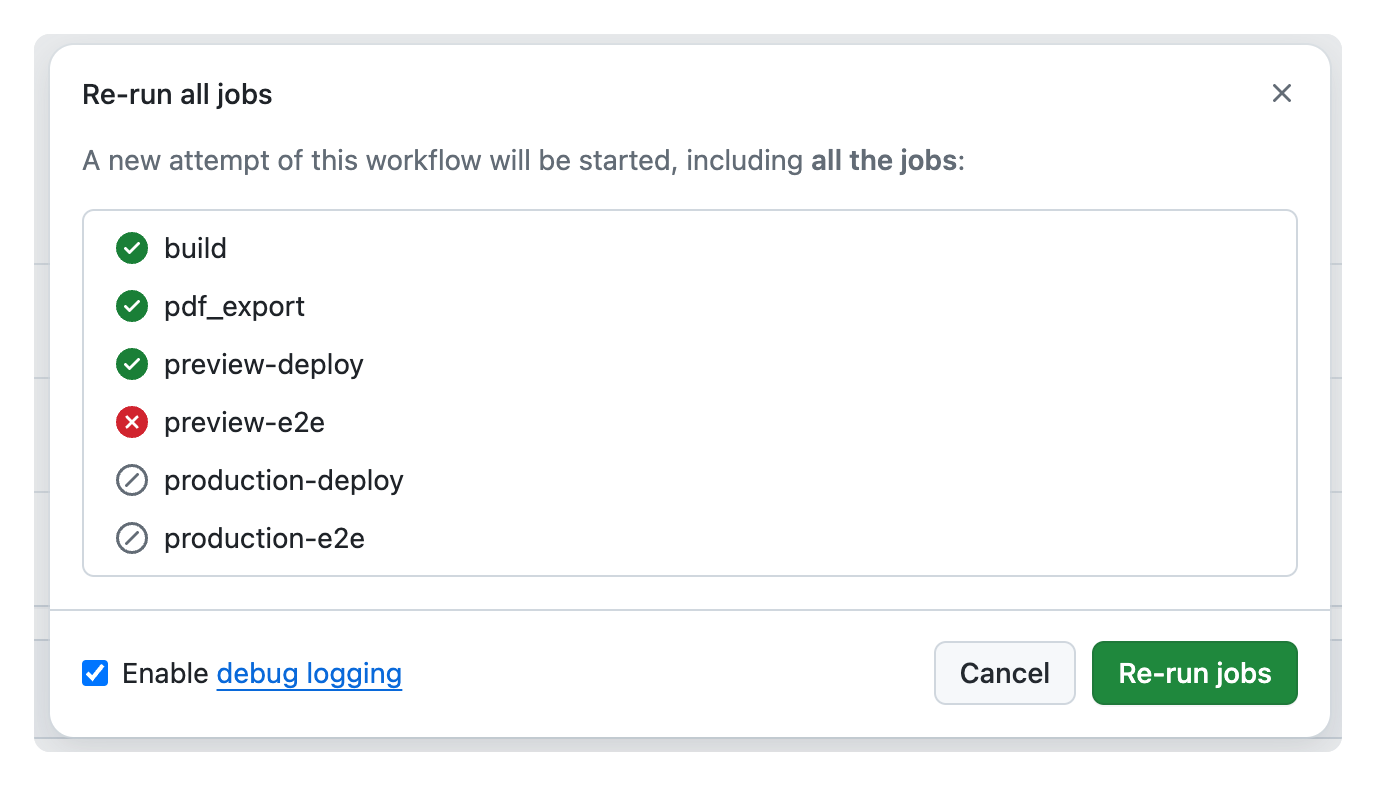 Re-run all jobs
A new attempt of this workflow will be started, including all the jobs:
build
pdf_export
preview-deploy
preview-e2e
production-deploy
production-e2e
Enable debug logging
Cancel
Re-run jobs